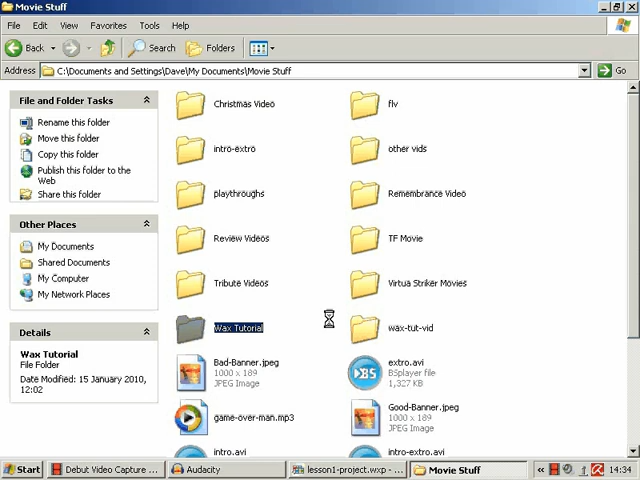 Movie Stuff
File Edit View Favorites Tools Help
Back Search Folders
Address C:\Documents and Settings\Dave\My Documents\Movie Stuff Go
File and Folder Tasks
Rename this folder
Move this folder
Copy this folder
Publish this folder to the
Web
Share this folder
Other Places
My Documents
Shared Documents
My Computer
My Network Places
Details
Wax Tutorial
File Folder
Date Modified: 15 January 2010,
12:02
Christmas Video
flv
intro-extro
other vids
playthroughs
Remembrance Video
Review Videos
TF Movie
Tribute Videos
Virtua Striker Movies
Wax Tutorial
wax-tut-vid
Bad-Banner.jpeg
1000 x 189
JPEG Image
extro.avi
BSplayer file
1,327 KB
game-over-man.mp3
Good-Banner.jpeg
1000 x 189
JPEG Image
intro.avi
intro-extro.avi
Start Debut Video Capture ... Audacity lesson1-project.wxp - ... Movie Stuff « 14:34